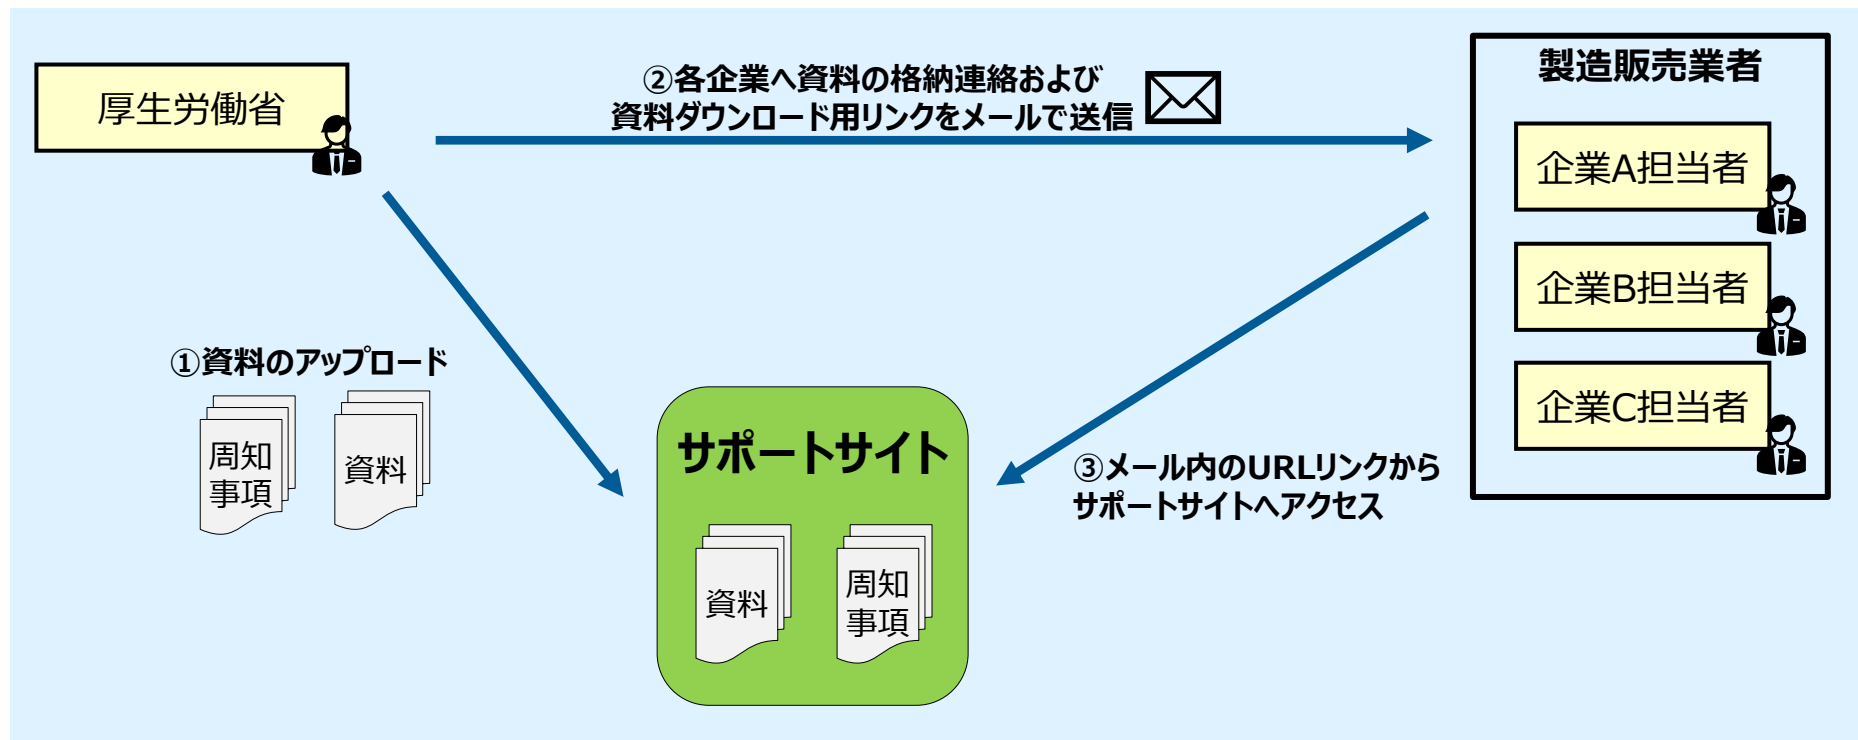 厚生労働省
②各企業へ資料の格納連絡および
資料ダウンロード用リンクをメールで送信
製造販売業者
企業A担当者
企業B担当者
企業C担当者
①資料のアップロード
周知
事項
資料
サポートサイト
資料
周知
事項
③メール内のURLリンクから
サポートサイトへアクセス